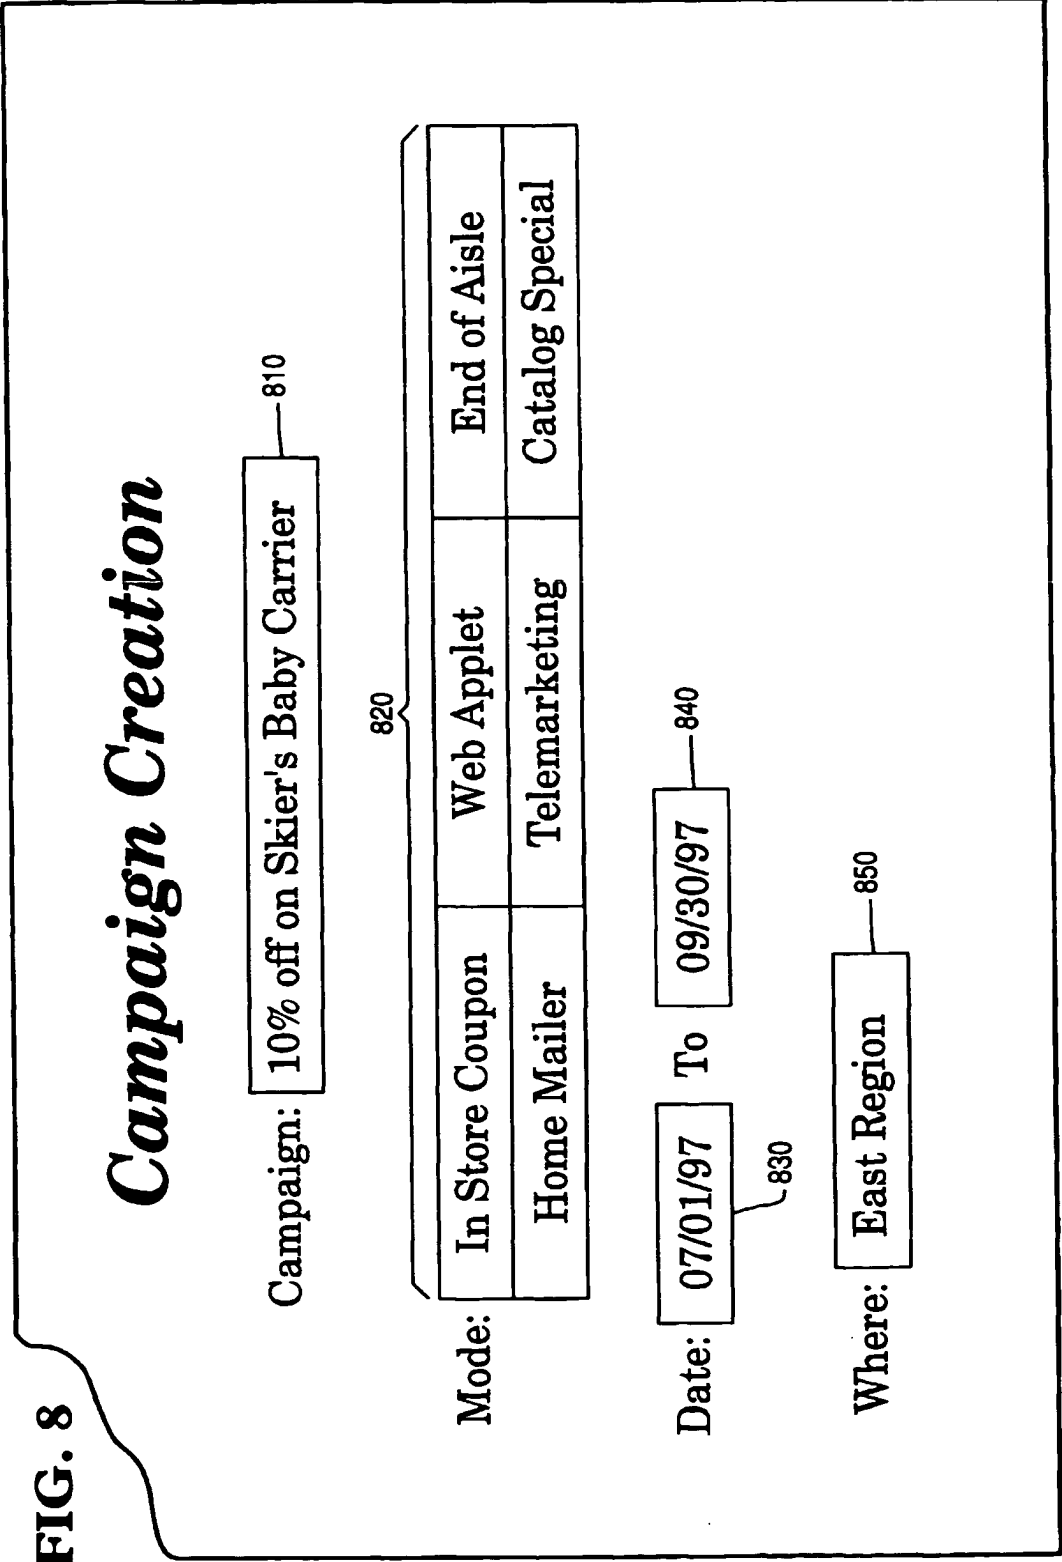 FIG. 8
Campaign Creation
Campaign: 10% off on Skier's Baby Carrier 810
820
Mode: In Store Coupon Web Applet End of Aisle
Home Mailer Telemarketing Catalog Special
Date: 07/01/97 To 09/30/97 840
830
Where: East Region 850